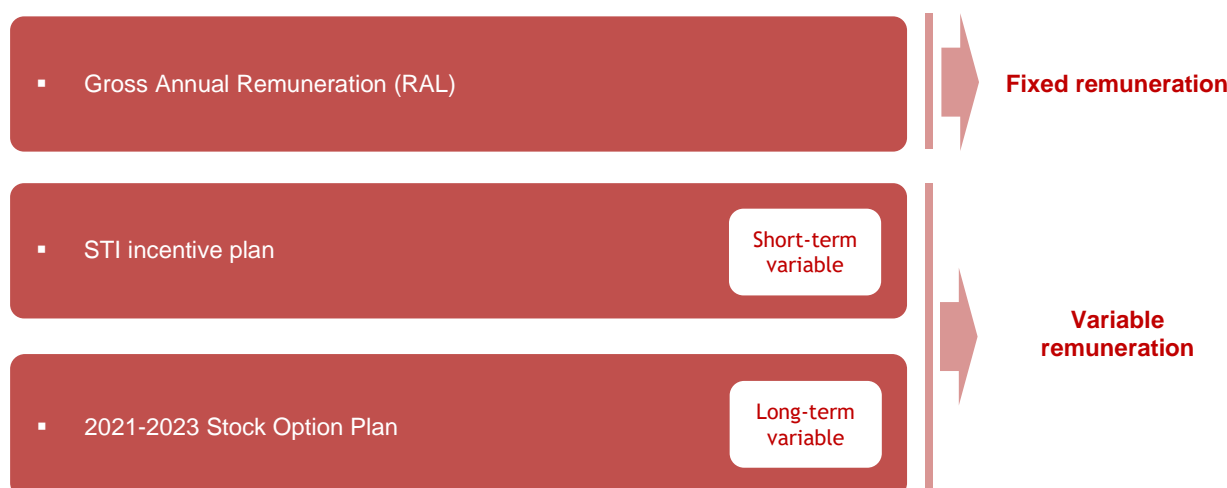 ▪ Gross Annual Remuneration (RAL)
Fixed remuneration
▪ STI incentive plan
Short-term
variable
Variable
remuneration
▪ 2021-2023 Stock Option Plan
Long-term
variable